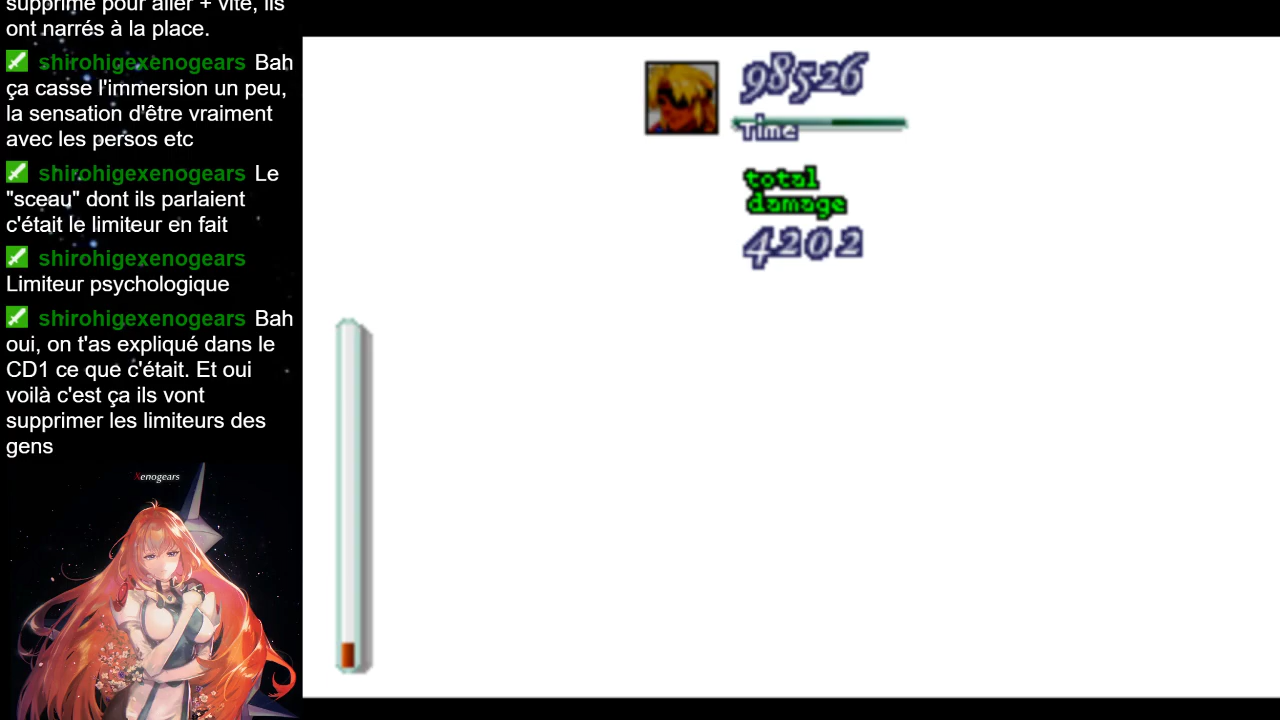 supprimé pour aller + vite, ils
ont narrés à la place.
shirohigexenogears Bah
ça casse l'immersion un peu,
la sensation d'être vraiment
avec les persos etc
shirohigexenogears Le
"sceau" dont ils parlaient
c'était le limiteur en fait
shirohigexenogears
Limiteur psychologique
shirohigexenogears Bah
oui, on t'as expliqué dans le
CD1 ce que c'était. Et oui
voilà c'est ça ils vont
supprimer les limiteurs des
gens
Xenogears
98526
Time
total
damage
4202